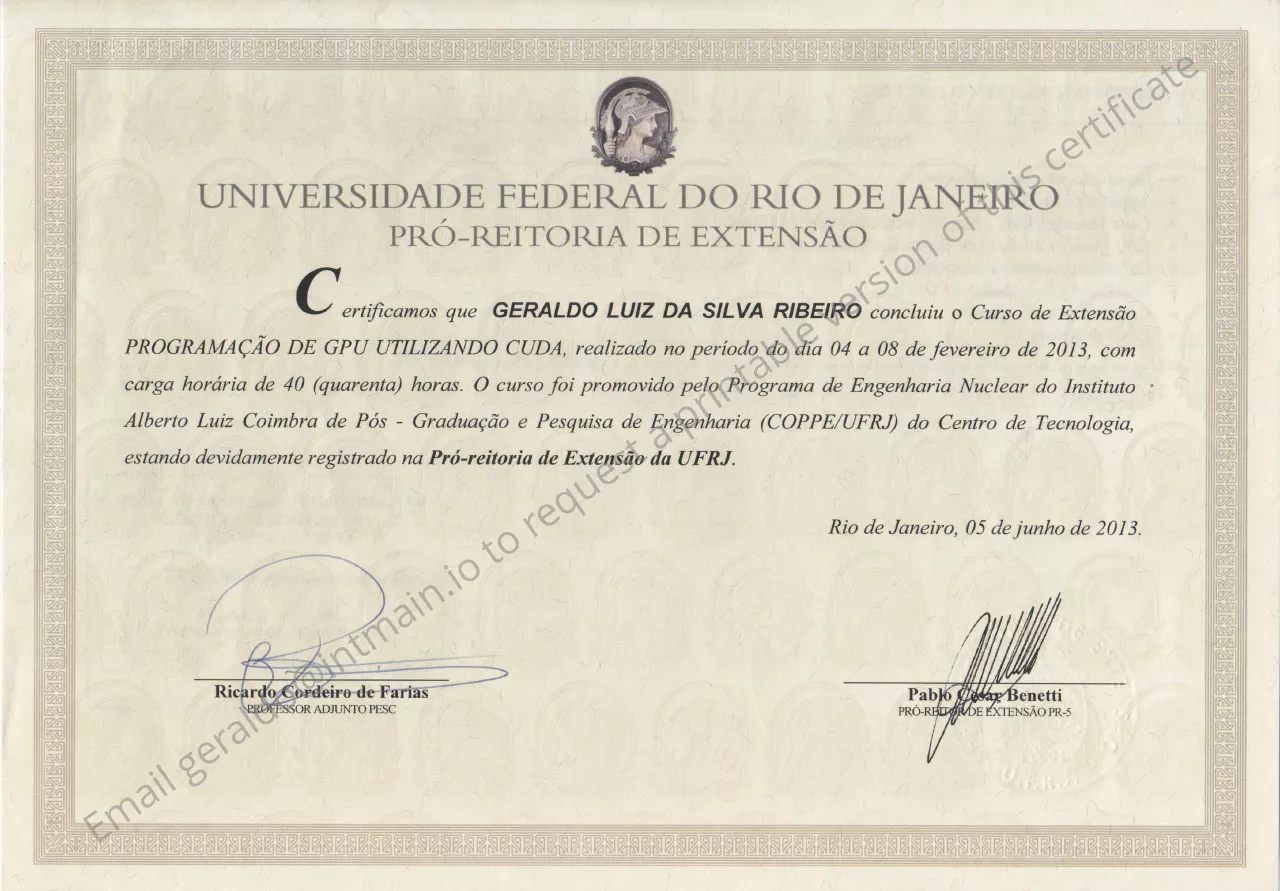 UNIVERSIDADE FEDERAL DO RIO DE JANEIRO
PRÓ-REITORIA DE EXTENSÃO
Certificamos que GERALDO LUIZ DA SILVA RIBEIRO concluiu o Curso de Extensão
PROGRAMAÇÃO DE GPU UTILIZANDO CUDA, realizado no período do dia 04 a 08 de fevereiro de 2013, com
carga horária de 40 (quarenta) horas. O curso foi promovido pelo Programa de Engenharia Nuclear do Instituto
Alberto Luiz Coimbra de Pós - Graduação e Pesquisa de Engenharia (COPPE/UFRJ) do Centro de Tecnologia,
estando devidamente registrado na Pró-reitoria de Extensão da UFRJ.
Rio de Janeiro, 05 de junho de 2013.
Ricardo Cordeiro de Farias
PROFESSOR ADJUNTO PESC
Pablo Cesar Benetti
PRÓ-REITOR DE EXTENSÃO PR-5
Email geraldo@intmain.io to request a printable version of this certificate